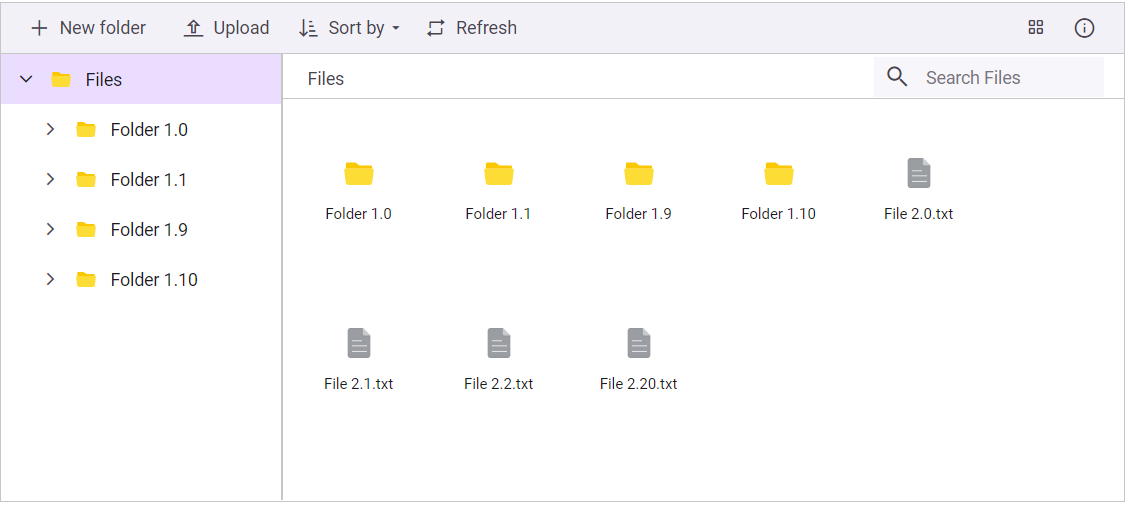 New folder Upload Sort by Refresh
Files
Folder 1.0
Folder 1.1
Folder 1.9
Folder 1.10
Files Search Files
Folder 1.0 Folder 1.1 Folder 1.9 Folder 1.10 File 2.0.txt
File 2.1.txt File 2.2.txt File 2.20.txt